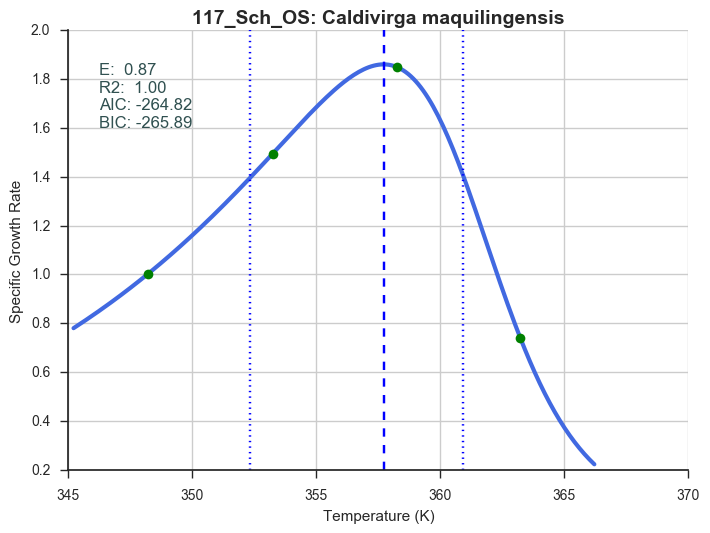 117_Sch_OS: Caldivirga maquilingensis
E:  0.87
R2:  1.00
AIC: -264.82
BIC: -265.89
Specific Growth Rate
2.0
1.8
1.6
1.4
1.2
1.0
0.8
0.6
0.4
0.2
345 350 355 360 365 370
Temperature (K)